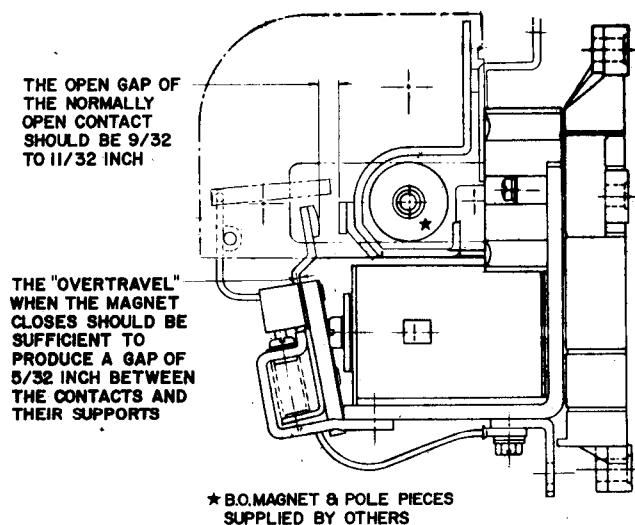 THE OPEN GAP OF
THE NORMALLY
OPEN CONTACT
SHOULD BE 9/32
TO 11/32 INCH
THE "OVERTRAVEL"
WHEN THE MAGNET
CLOSES SHOULD BE
SUFFICIENT TO
PRODUCE A GAP OF
5/32 INCH BETWEEN
THE CONTACTS AND
THEIR SUPPORTS
★
★ B.O. MAGNET & POLE PIECES
SUPPLIED BY OTHERS